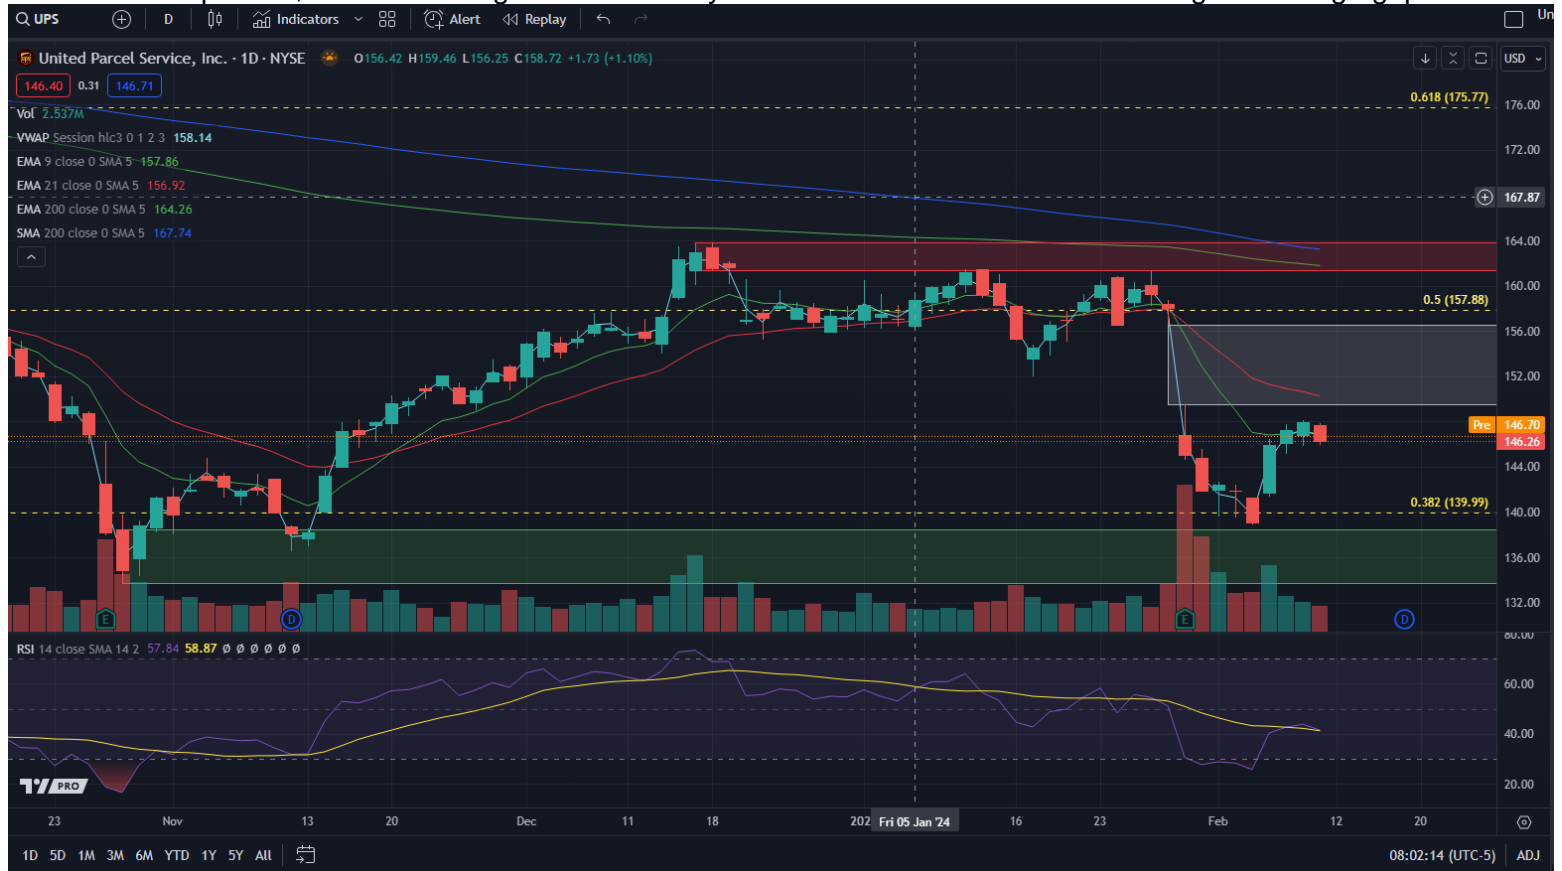 UPS D Indicators Alert Replay Un
United Parcel Service, Inc. · 1D · NYSE O156.42 H159.46 L156.25 C158.72 +1.73 (+1.10%) USD
146.40 0.31 146.71
0.618 (175.77)
176.00
Vol 2.537M
VWAP Session hlc3 0 1 2 3 158.14
172.00
EMA 9 close 0 SMA 5 157.86
EMA 21 close 0 SMA 5 156.92
167.87
EMA 200 close 0 SMA 5 164.26
SMA 200 close 0 SMA 5 167.74
164.00
160.00
0.5 (157.88)
156.00
152.00
Pre 146.70
146.26
144.00
0.382 (139.99)
140.00
136.00
132.00
E D E D
80.00
RSI 14 close SMA 14 2 57.84 58.87 Ø Ø Ø Ø Ø Ø
60.00
40.00
20.00
PRO
23 Nov 13 20 Dec 11 18 202 Fri 05 Jan '24 16 23 Feb 12 20
1D 5D 1M 3M 6M YTD 1Y 5Y All 08:02:14 (UTC-5) ADJ